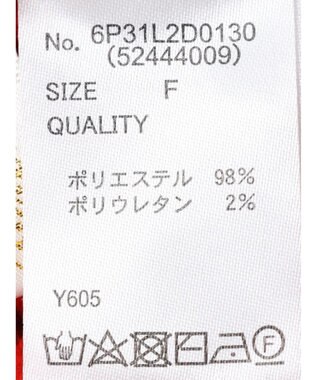 No. 6P31L2D0130
(52444009)
SIZE F
QUALITY
ポリエステル 98%
ポリウレタン 2%
Y605